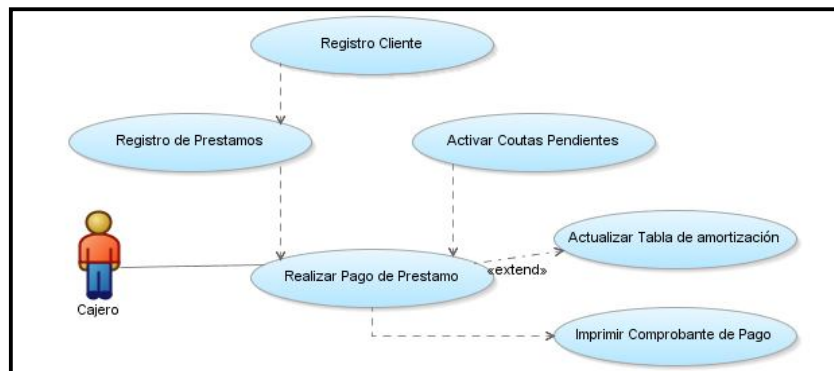 Registro Cliente
Registro de Prestamos
Activar Coutas Pendientes
Actualizar Tabla de amortización
Realizar Pago de Prestamo
«extend»
Cajero
Imprimir Comprobante de Pago